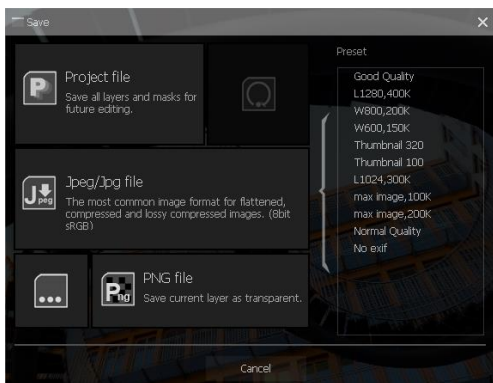 Save
Preset
Project file
Save all layers and masks for
future editing.
Jpeg/Jpg file
The most common image format for flattened,
compressed and lossy compressed images. (8bit
sRGB)
PNG file
Save current layer as transparent.
Good Quality
L1280,400K
W800,200K
W600,150K
Thumbnail 320
Thumbnail 100
L1024,300K
max image,100K
max image,200K
Normal Quality
No exif
P
J
peg
Png
Cancel